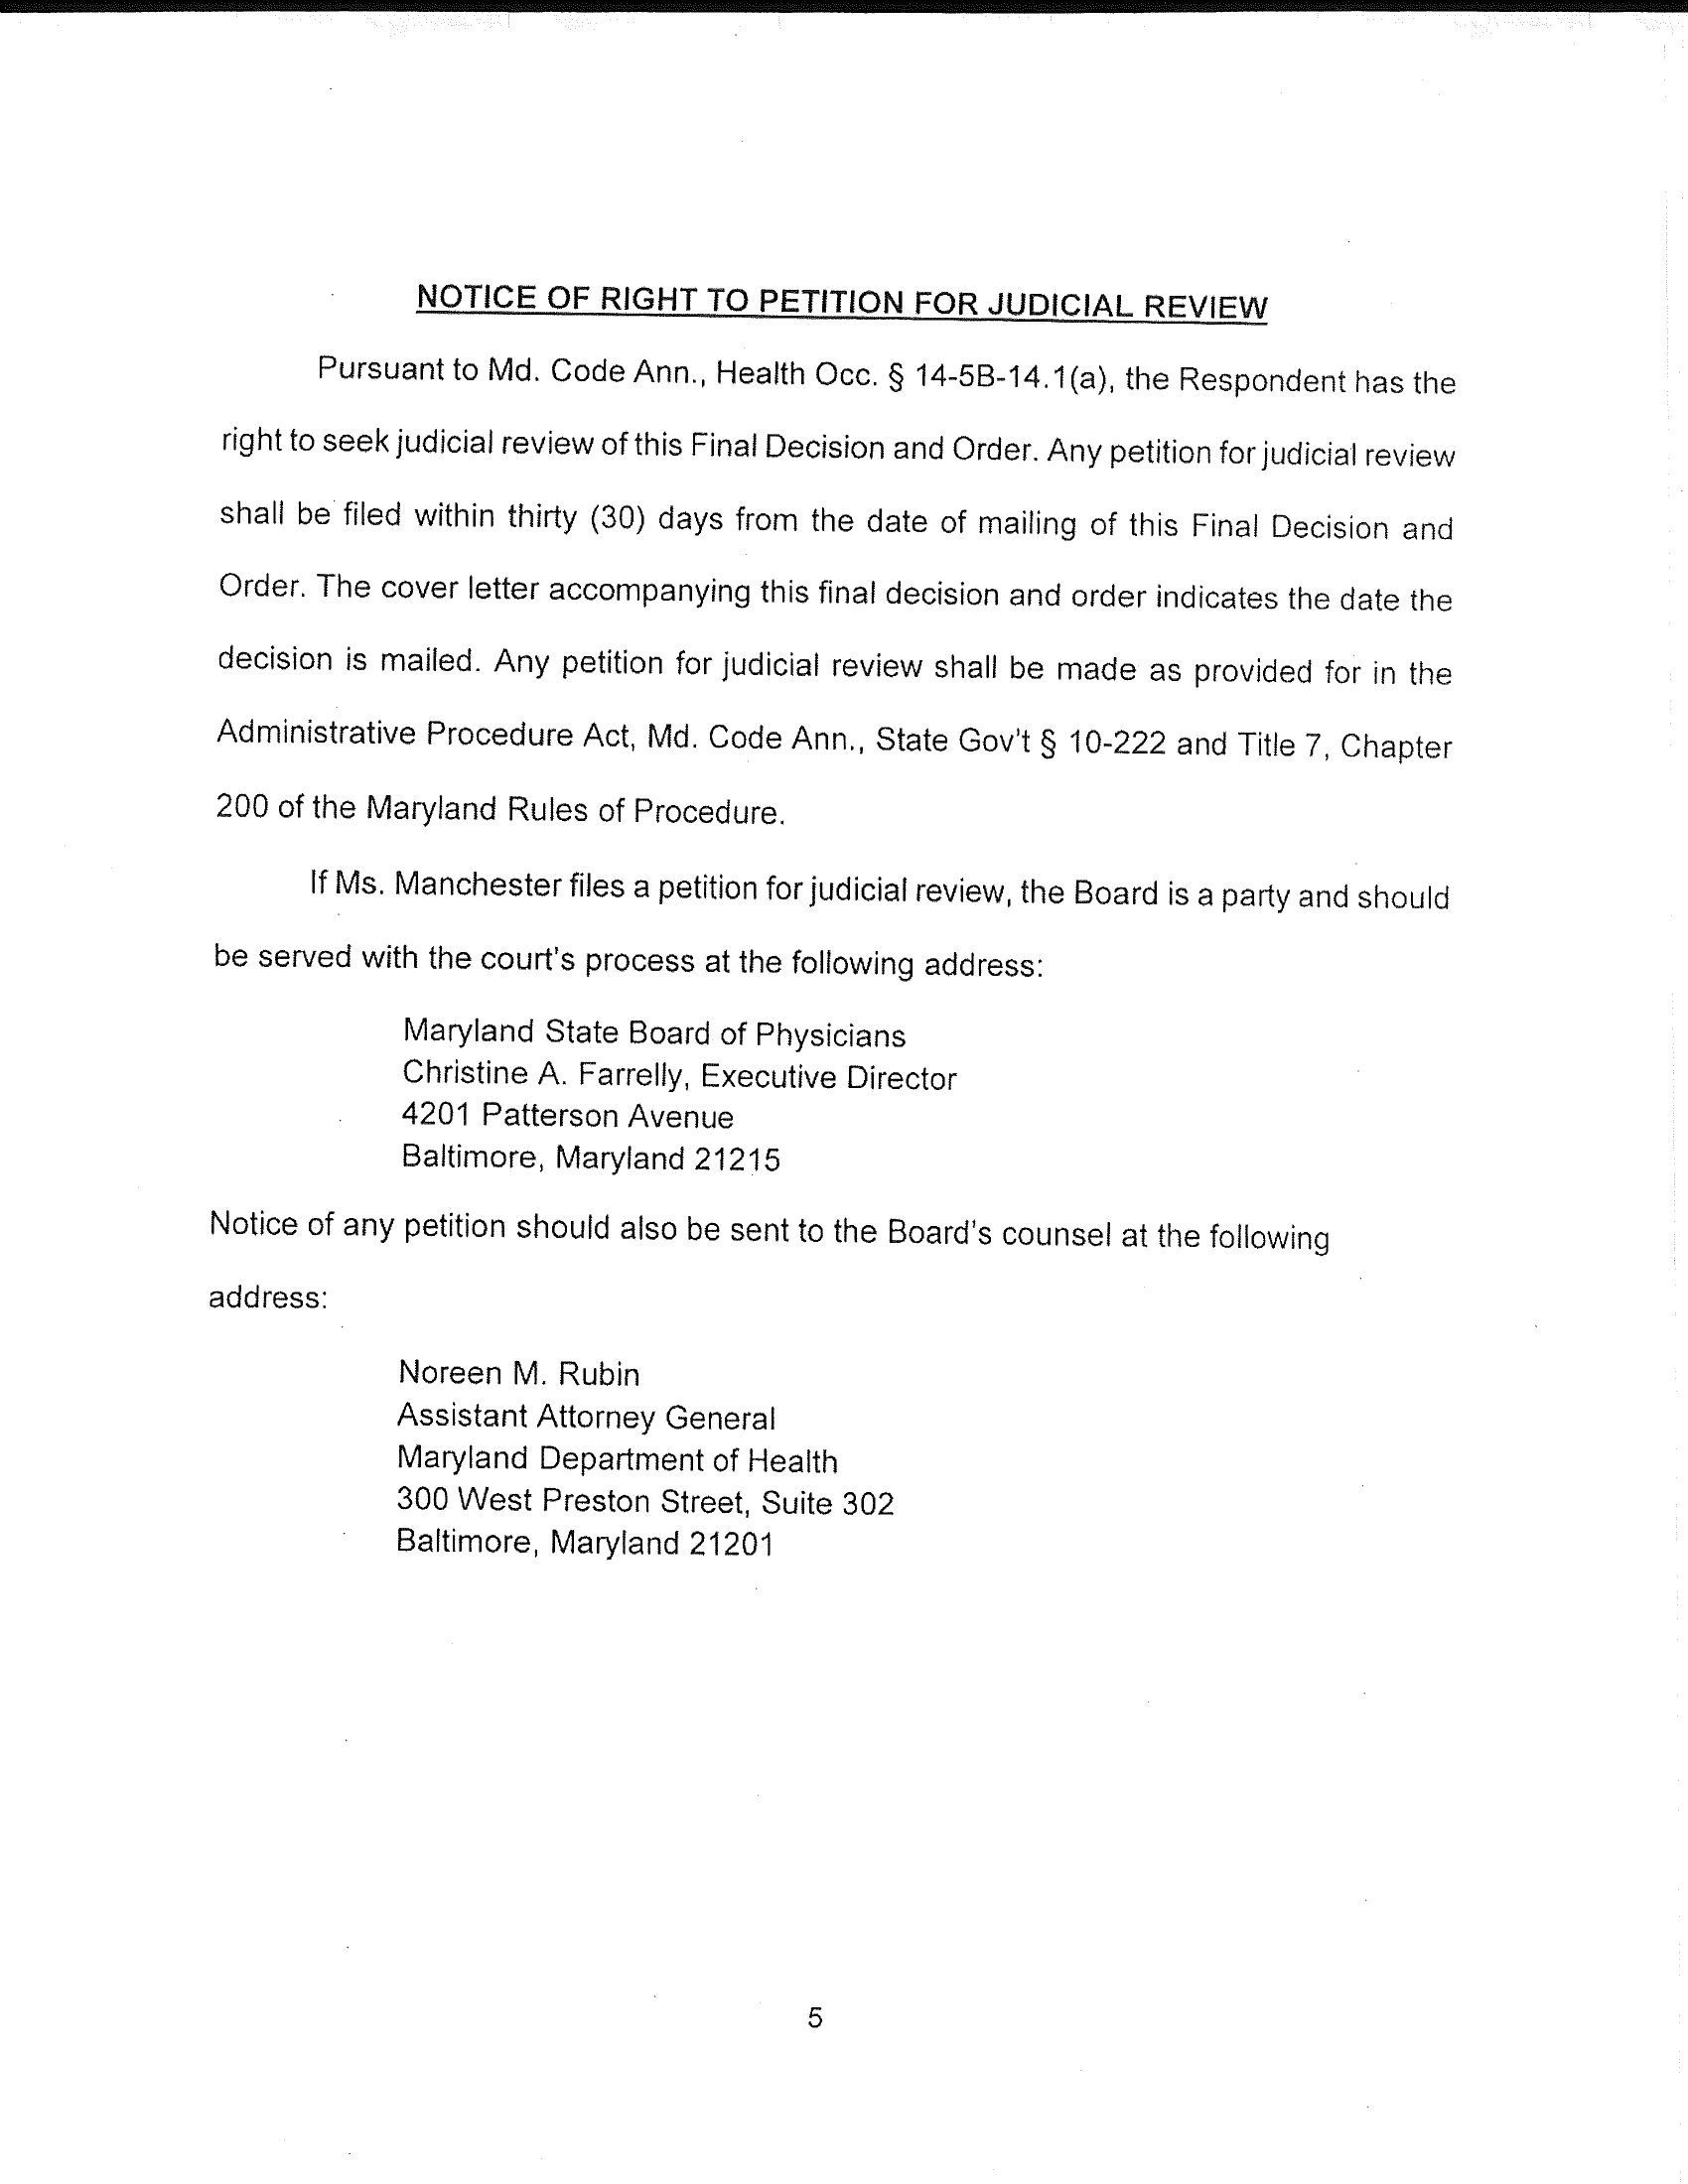 NOTICE OF RIGHT TO PETITION FOR JUDICIAL REVIEW
Pursuant to Md. Code Ann., Health Occ. § 14-5B-14.1(a), the Respondent has the
right to seek judicial review of this Final Decision and Order. Any petition for judicial review
shall be filed within thirty (30) days from the date of mailing of this Final Decision and
Order. The cover letter accompanying this final decision and order indicates the date the
decision is mailed. Any petition for judicial review shall be made as provided for in the
Administrative Procedure Act, Md. Code Ann., State Gov't § 10-222 and Title 7, Chapter
200 of the Maryland Rules of Procedure.
If Ms. Manchester files a petition for judicial review, the Board is a party and should
be served with the court's process at the following address:
Maryland State Board of Physicians
Christine A. Farrelly, Executive Director
4201 Patterson Avenue
Baltimore, Maryland 21215
Notice of any petition should also be sent to the Board's counsel at the following
address:
Noreen M. Rubin
Assistant Attorney General
Maryland Department of Health
300 West Preston Street, Suite 302
Baltimore, Maryland 21201
5